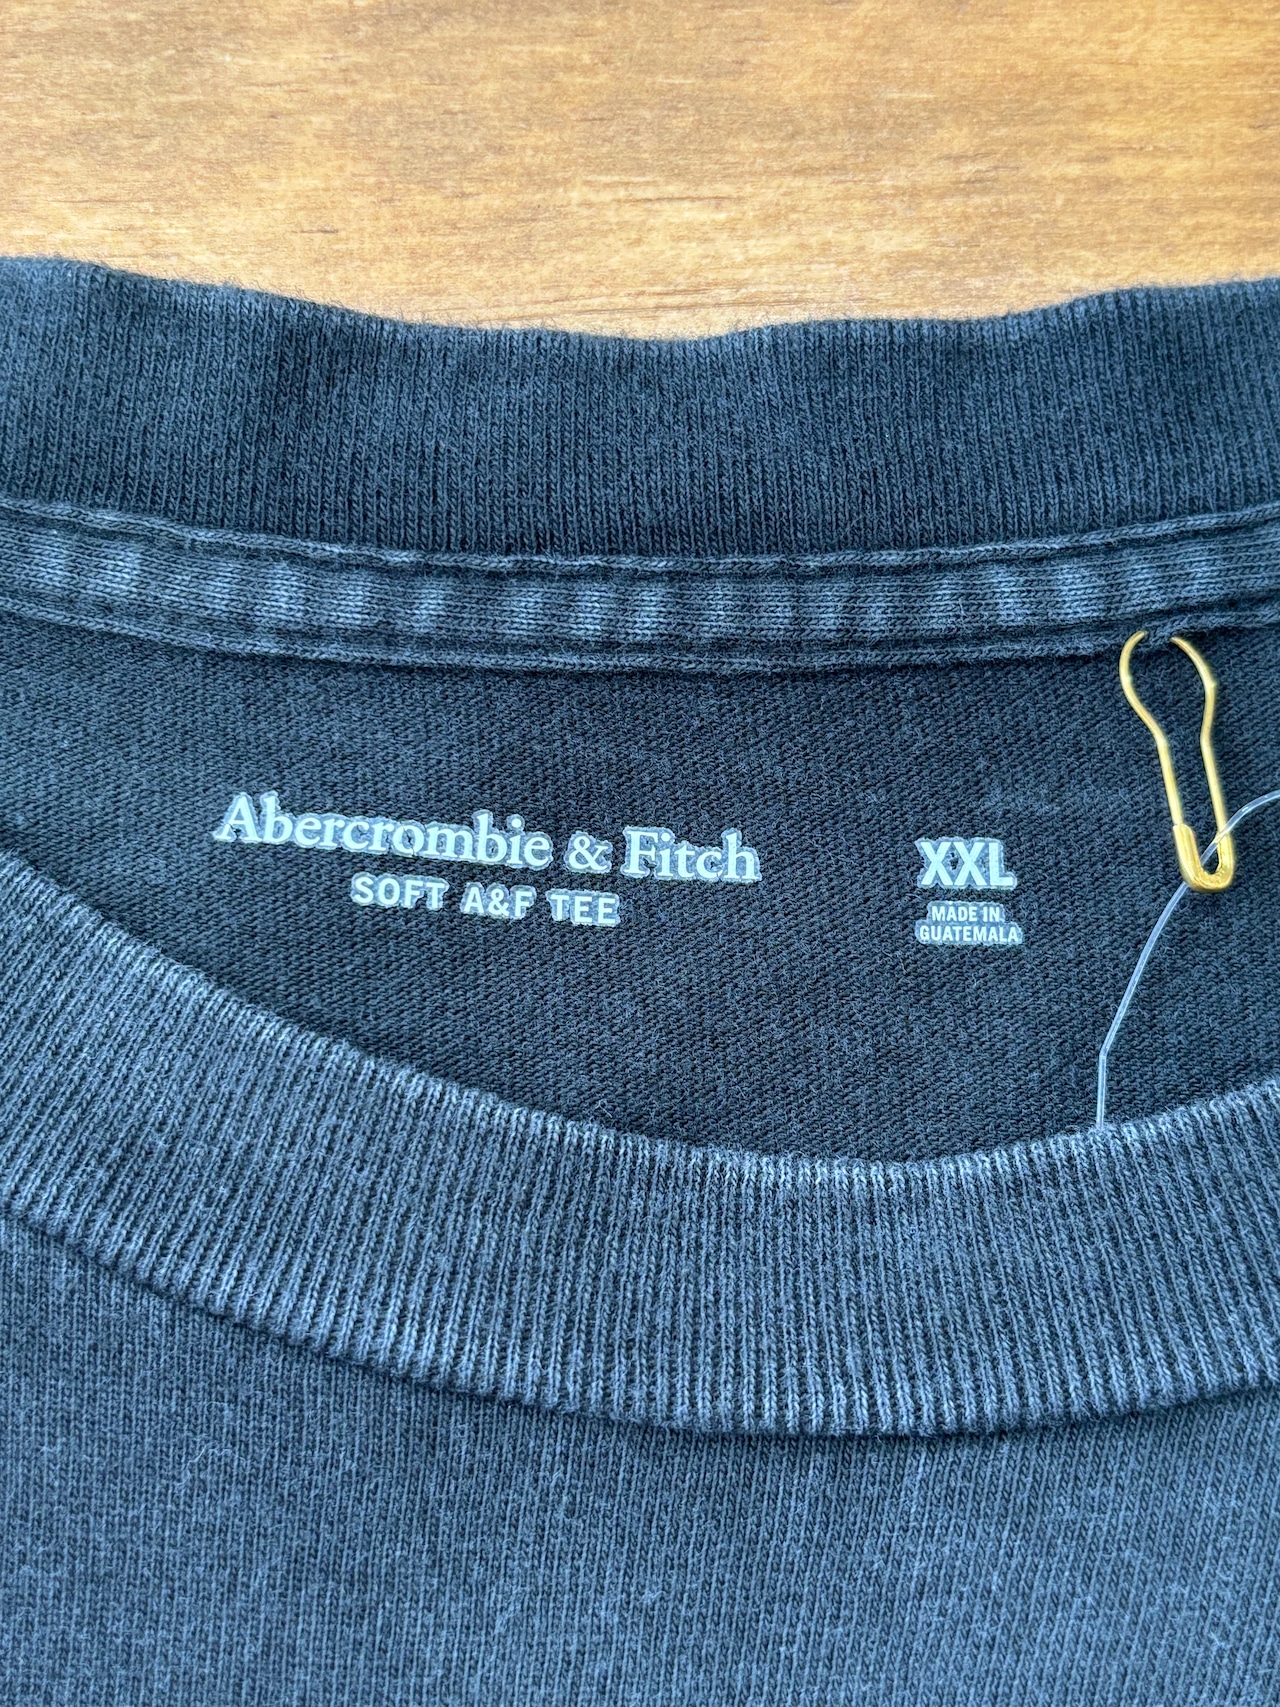 Abercrombie & Fitch
SOFT A&F TEE
XXL
MADE IN
GUATEMALA